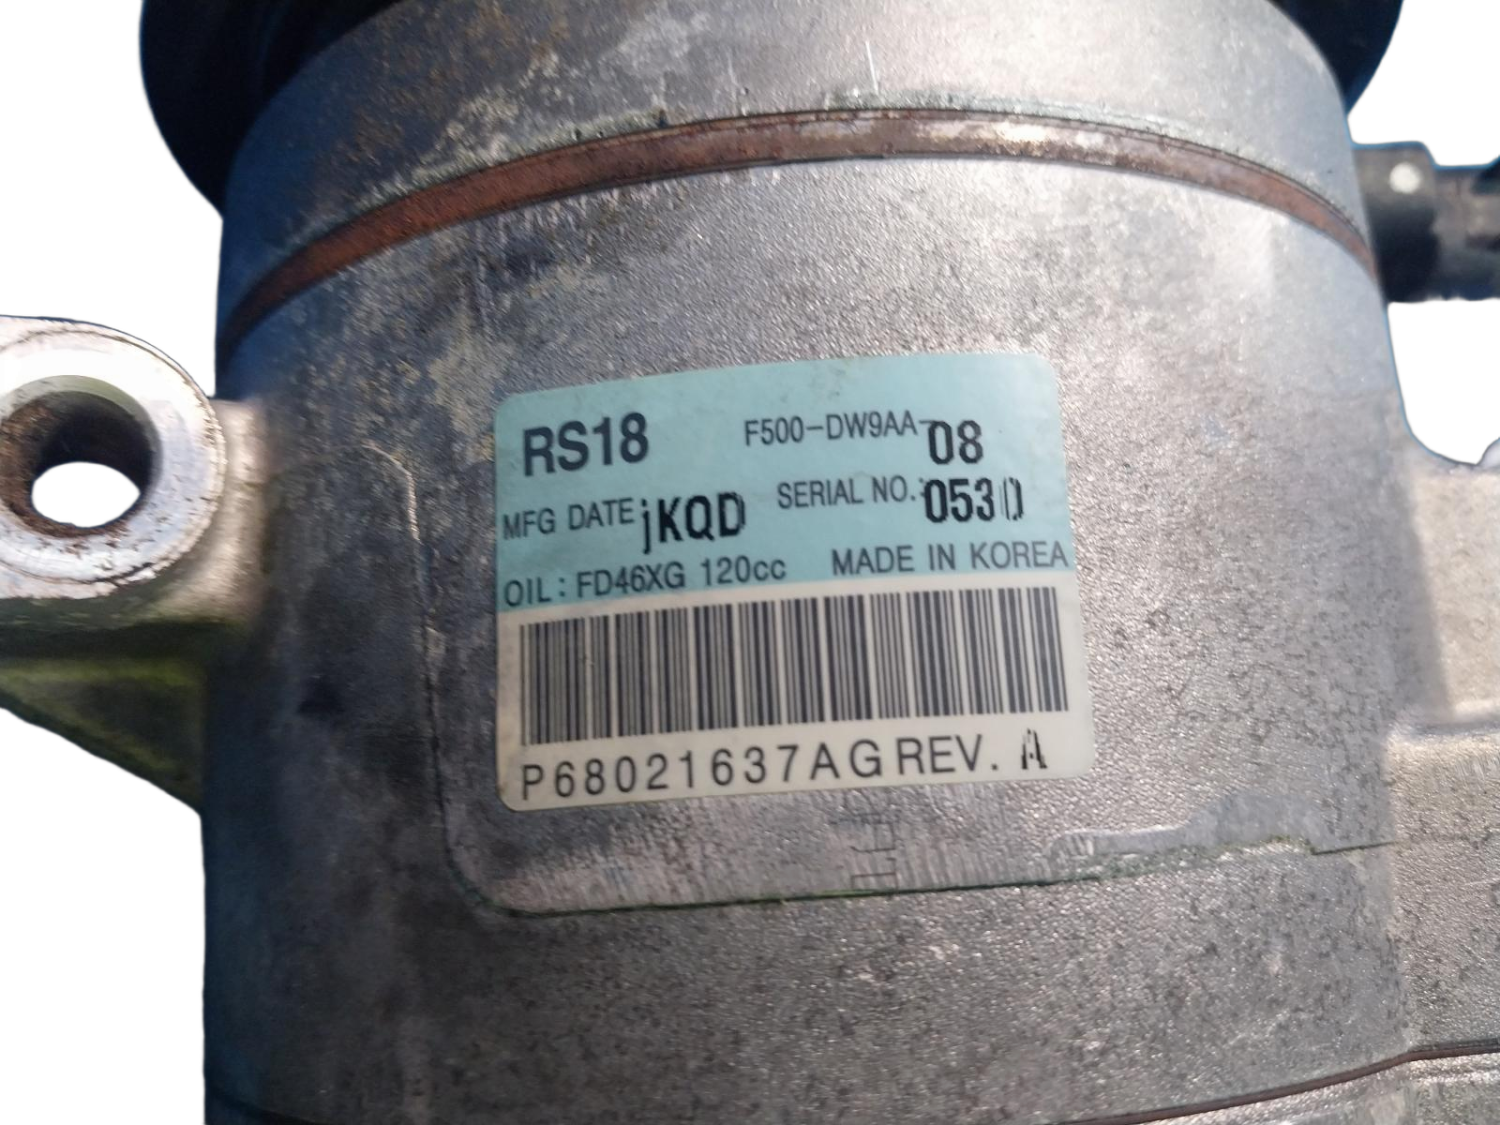 RS18 F500-DW9AA-08
MFG DATE jKQD SERIAL NO.: 0530
OIL: FD46XG 120cc MADE IN KOREA
P68021637AG REV. A